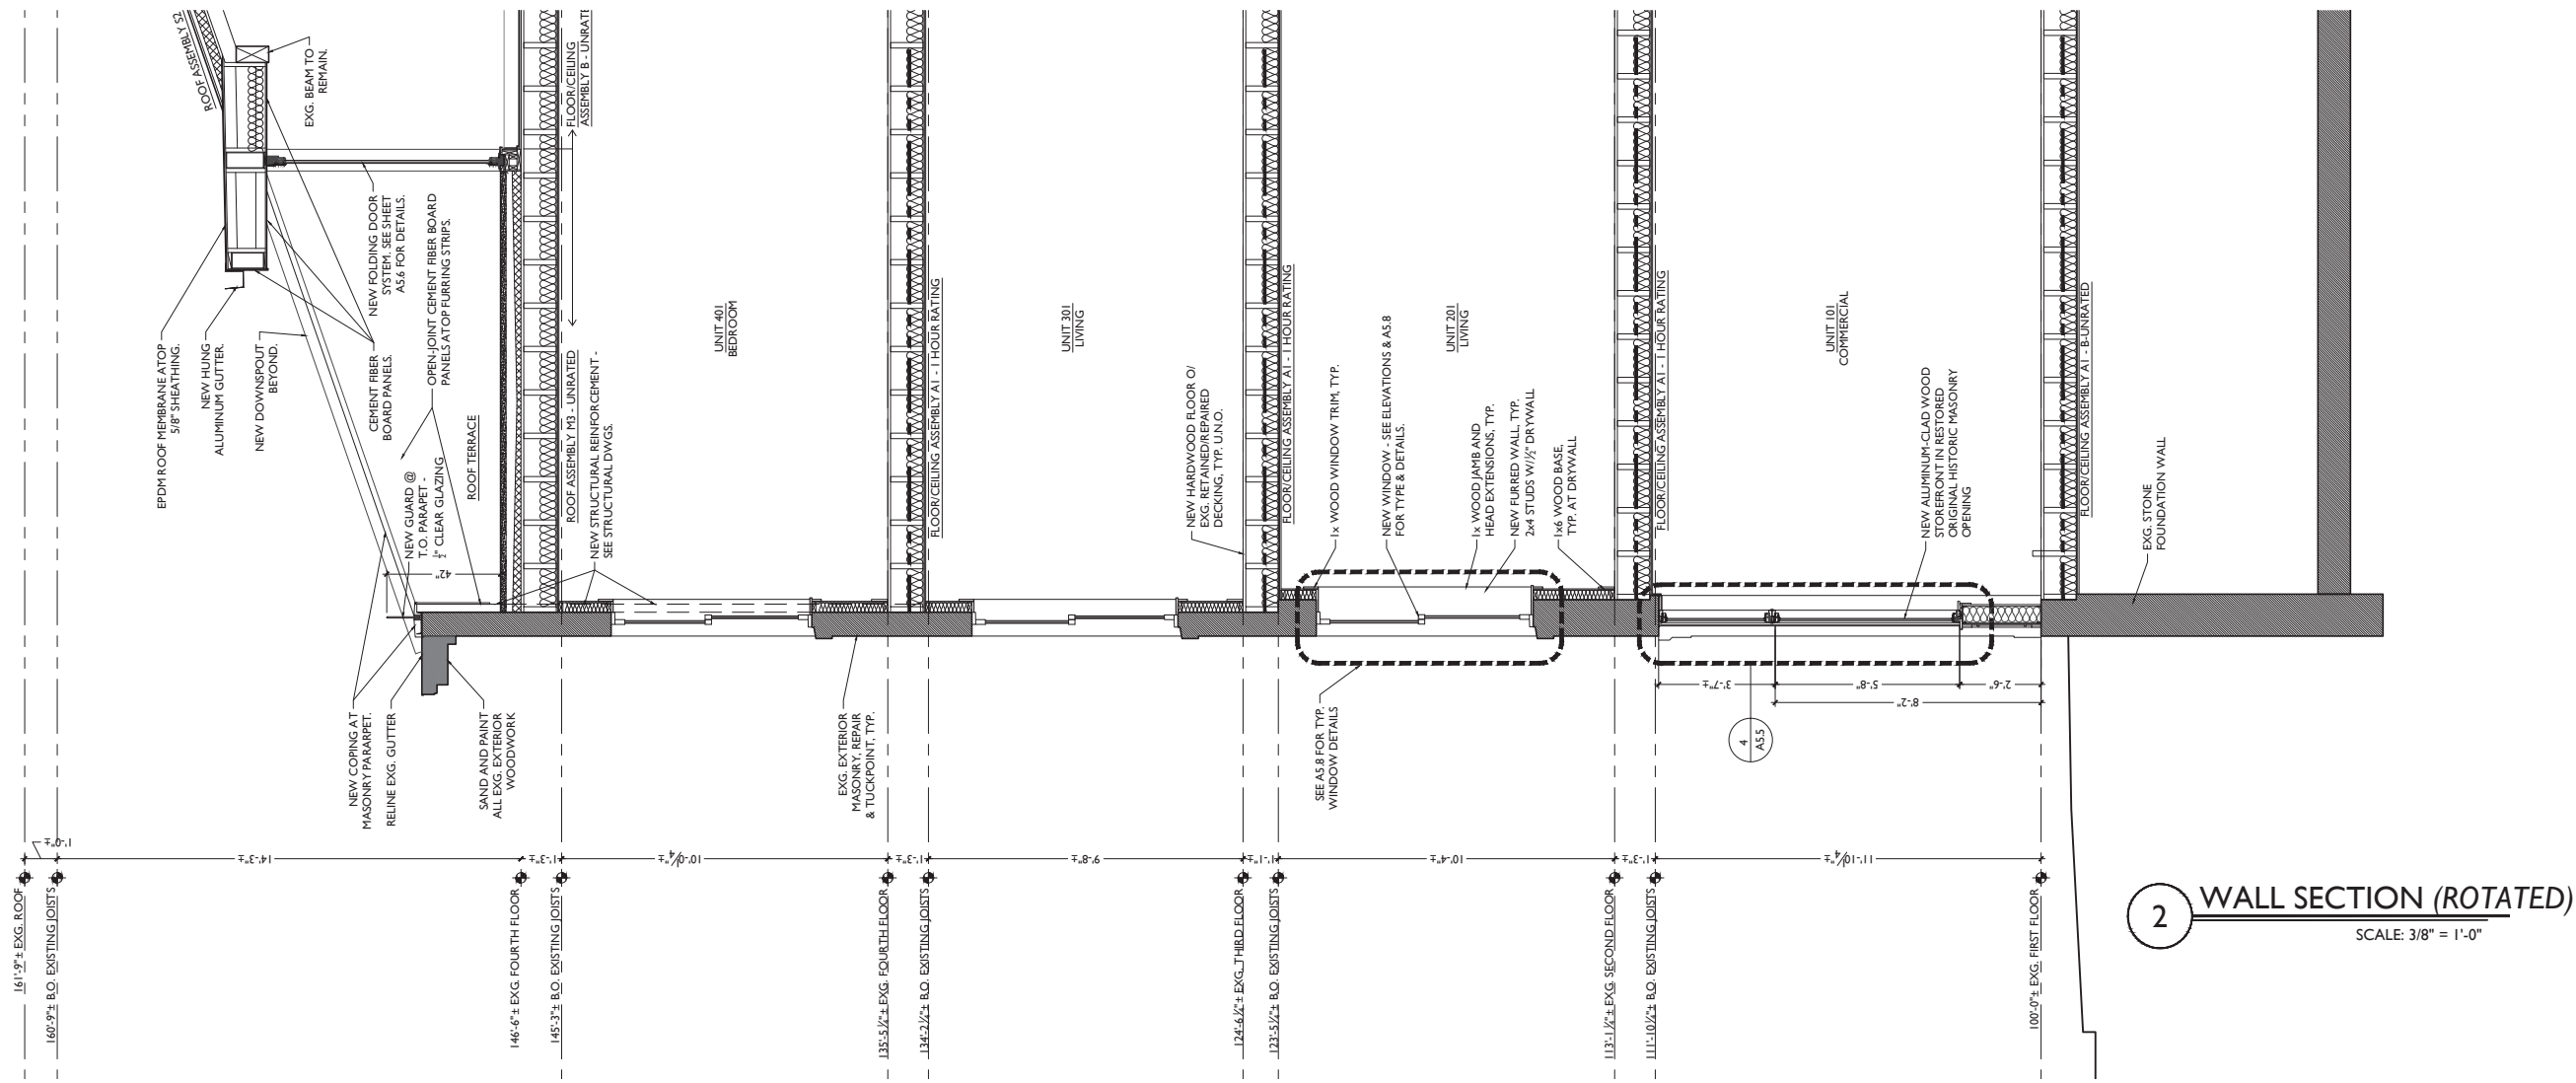 ROOF ASSEMBLY S2
EXG. BEAM TO
REMAIN.
FLOOR/CEILING
EPDM ROOF MEMBRANE ATOP
5/8" SHEATHING.
NEW HUNG
ALUMINUM GUTTER.
NEW DOWNSPOUT
BEYOND.
CEMENT FIBER
BOARD PANELS.
NEW FOLDING DOOR
SYSTEM. SEE SHEET
A5.6 FOR DETAILS.
OPEN-JOINT CEMENT FIBER BOARD
PANELS ATOP FURRING STRIPS.
NEW GUARD @
T.O. PARAPET -
½" CLEAR GLAZING
ROOF TERRACE
42"
ROOF ASSEMBLY M3 - UNRATED
NEW STRUCTURAL REINFORCEMENT -
SEE STRUCTURAL DWGS.
UNIT 401
BEDROOM
FLOOR/CEILING ASSEMBLY A1 - 1 HOUR RATING
UNIT 301
LIVING
NEW HARDWOOD FLOOR O/
EXG. RETAINED/REPAIRED
DECKING, TYP. U.N.O.
FLOOR/CEILING ASSEMBLY A1 - 1 HOUR RATING
1x WOOD WINDOW TRIM, TYP.
NEW WINDOW - SEE ELEVATIONS & A5.8
FOR TYPE & DETAILS.
UNIT 201
LIVING
1x WOOD JAMB AND
HEAD EXTENSIONS, TYP.
NEW FURRED WALL, TYP.
2x4 STUDS W/½" DRYWALL
1x6 WOOD BASE,
TYP. AT DRYWALL
FLOOR/CEILING ASSEMBLY A1 - 1 HOUR RATING
UNIT 101
COMMERCIAL
NEW ALUMINUM-CLAD WOOD
STOREFRONT IN RESTORED
ORIGINAL HISTORIC MASONRY
OPENING
FLOOR/CEILING ASSEMBLY A1 - B-UNRATED
EXG. STONE
FOUNDATION WALL
NEW COPING AT
MASONRY PARARPET.
RELINE EXG. GUTTER
SAND AND PAINT
ALL EXG. EXTERIOR
WOODWORK
EXG. EXTERIOR
MASONRY, REPAIR
& TUCKPOINT, TYP.
SEE A5.8 FOR TYP.
WINDOW DETAILS
3'-7"±
5'-8"
2'-6"
8'-2"
4
A5.5
1'-0"±
14'-3"±
1'-3"±
10'-0¼"±
1'-3"±
9'-8"±
1'-1"±
10'-4"±
1'-3"±
11'-10¼"±
161'-9"± EXG. ROOF
160'-9"± B.O. EXISTING JOISTS
146'-6"± EXG. FOURTH FLOOR
145'-3"± B.O. EXISTING JOISTS
135'-5¼"± EXG. FOURTH FLOOR
134'-2¼"± B.O. EXISTING JOISTS
124'-6¼"± EXG. THIRD FLOOR
123'-5¼"± B.O. EXISTING JOISTS
113'-1¼"± EXG. SECOND FLOOR
111'-10¼"± B.O. EXISTING JOISTS
100'-0"± EXG. FIRST FLOOR
2
WALL SECTION (ROTATED)
SCALE: 3/8" = 1'-0"